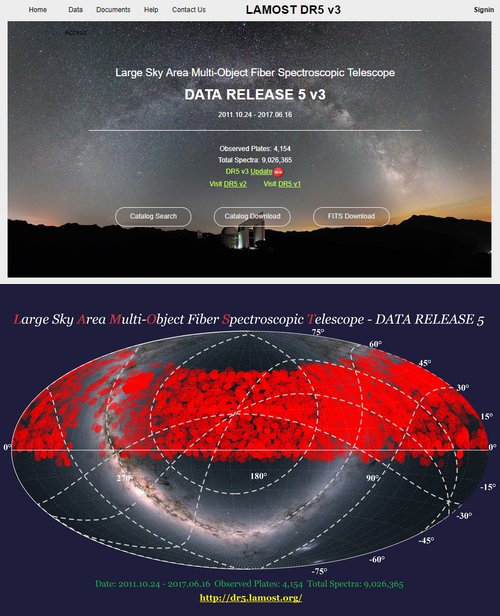 Home Data Documents Help Contact Us LAMOST DR5 v3 Signin
Access
Large Sky Area Multi-Object Fiber Spectroscopic Telescope
DATA RELEASE 5 v3
2011.10.24 - 2017.06.16
Observed Plates: 4,154
Total Spectra: 9,026,365
DR5 v3 Update
Visit DR5 v2 Visit DR5 v1
Catalog Search Catalog Download FITS Download
Large Sky Area Multi-Object Fiber Spectroscopic Telescope - DATA RELEASE 5
75°
60°
45°
30°
15°
0° 0°
270° 180° 90°
-15°
-30°
-45°
-60°
-75°
Date: 2011.10.24 - 2017.06.16 Observed Plates: 4,154 Total Spectra: 9,026,365
http://dr5.lamost.org/